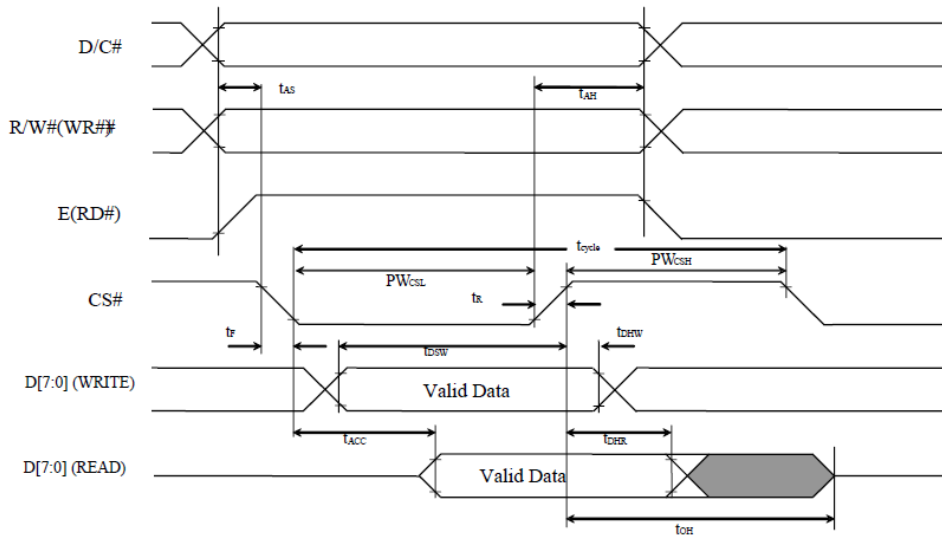 D/C#
tAS
tAH
R/W#(WR#)#
E(RD#)
tcycle
PWCSL
PWCSH
CS#
tR
tF
tDSW
tDHW
D[7:0] (WRITE)
Valid Data
tACC
tDHR
D[7:0] (READ)
Valid Data
tOH